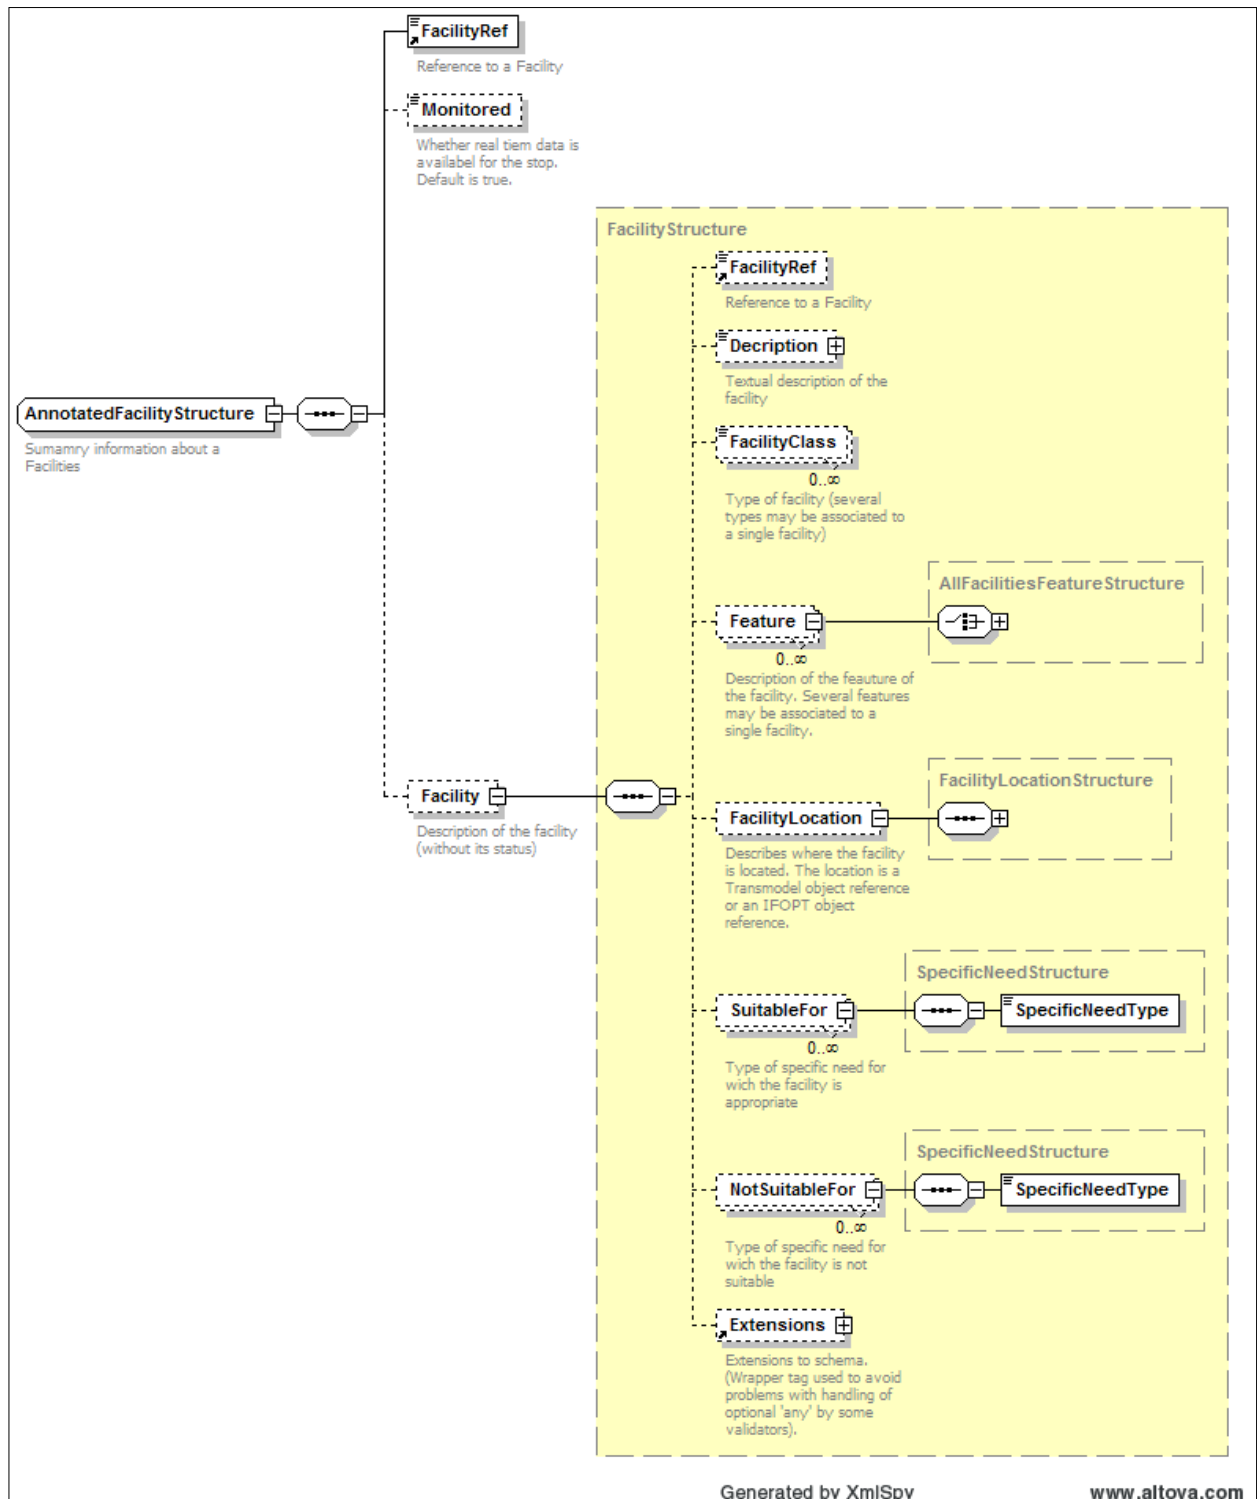 FacilityRef
Reference to a Facility
Monitored
Whether real tiem data is
availabel for the stop.
Default is true.
FacilityStructure
FacilityRef
Reference to a Facility
Decription
Textual description of the
facility
AnnotatedFacilityStructure
Sumamry information about a
Facilities
FacilityClass
0..∞
Type of facility (several
types may be associated to
a single facility)
AllFacilitiesFeatureStructure
Feature
0..∞
Description of the feauture of
the facility. Several features
may be associated to a
single facility.
Facility
Description of the facility
(without its status)
FacilityLocationStructure
FacilityLocation
Describes where the facility
is located. The location is a
Transmodel object reference
or an IFOPT object
reference.
SpecificNeedStructure
SuitableFor
SpecificNeedType
0..∞
Type of specific need for
wich the facility is
appropriate
SpecificNeedStructure
NotSuitableFor
SpecificNeedType
0..∞
Type of specific need for
wich the facility is not
suitable
Extensions
Extensions to schema.
(Wrapper tag used to avoid
problems with handling of
optional 'any' by some
validators).
Generated by XmlSpy
www.altova.com